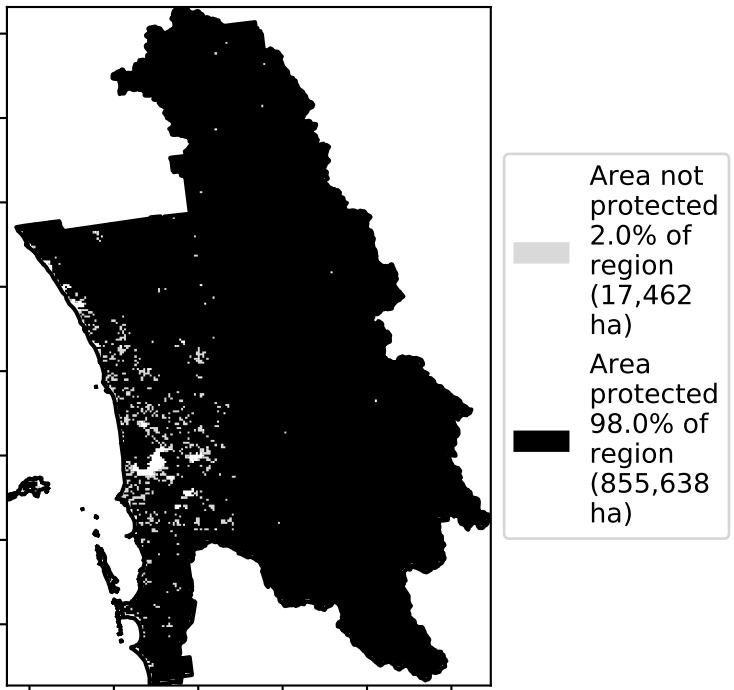 Area not
protected
2.0% of
region
(17,462
ha)
Area
protected
98.0% of
region
(855,638
ha)